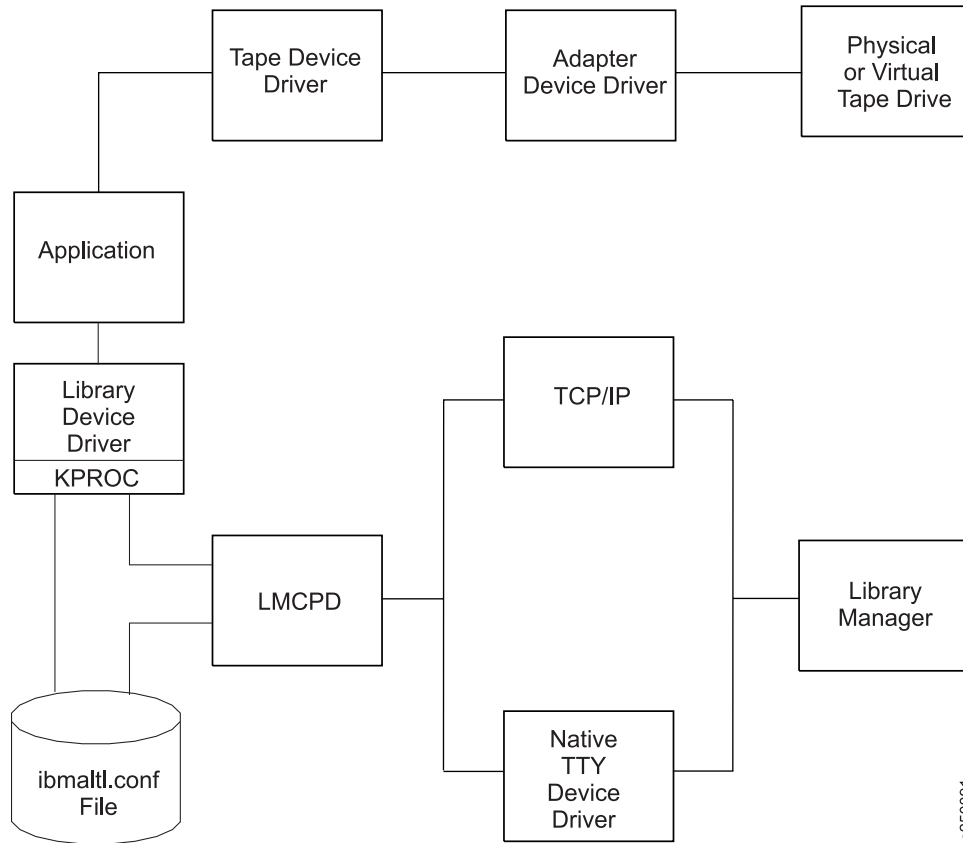 Tape Device
Driver
Adapter
Device Driver
Physical
or Virtual
Tape Drive
Application
Library
Device
Driver
KPROC
TCP/IP
LMCPD
Library
Manager
Native
TTY
Device
Driver
ibmaltl.conf
File